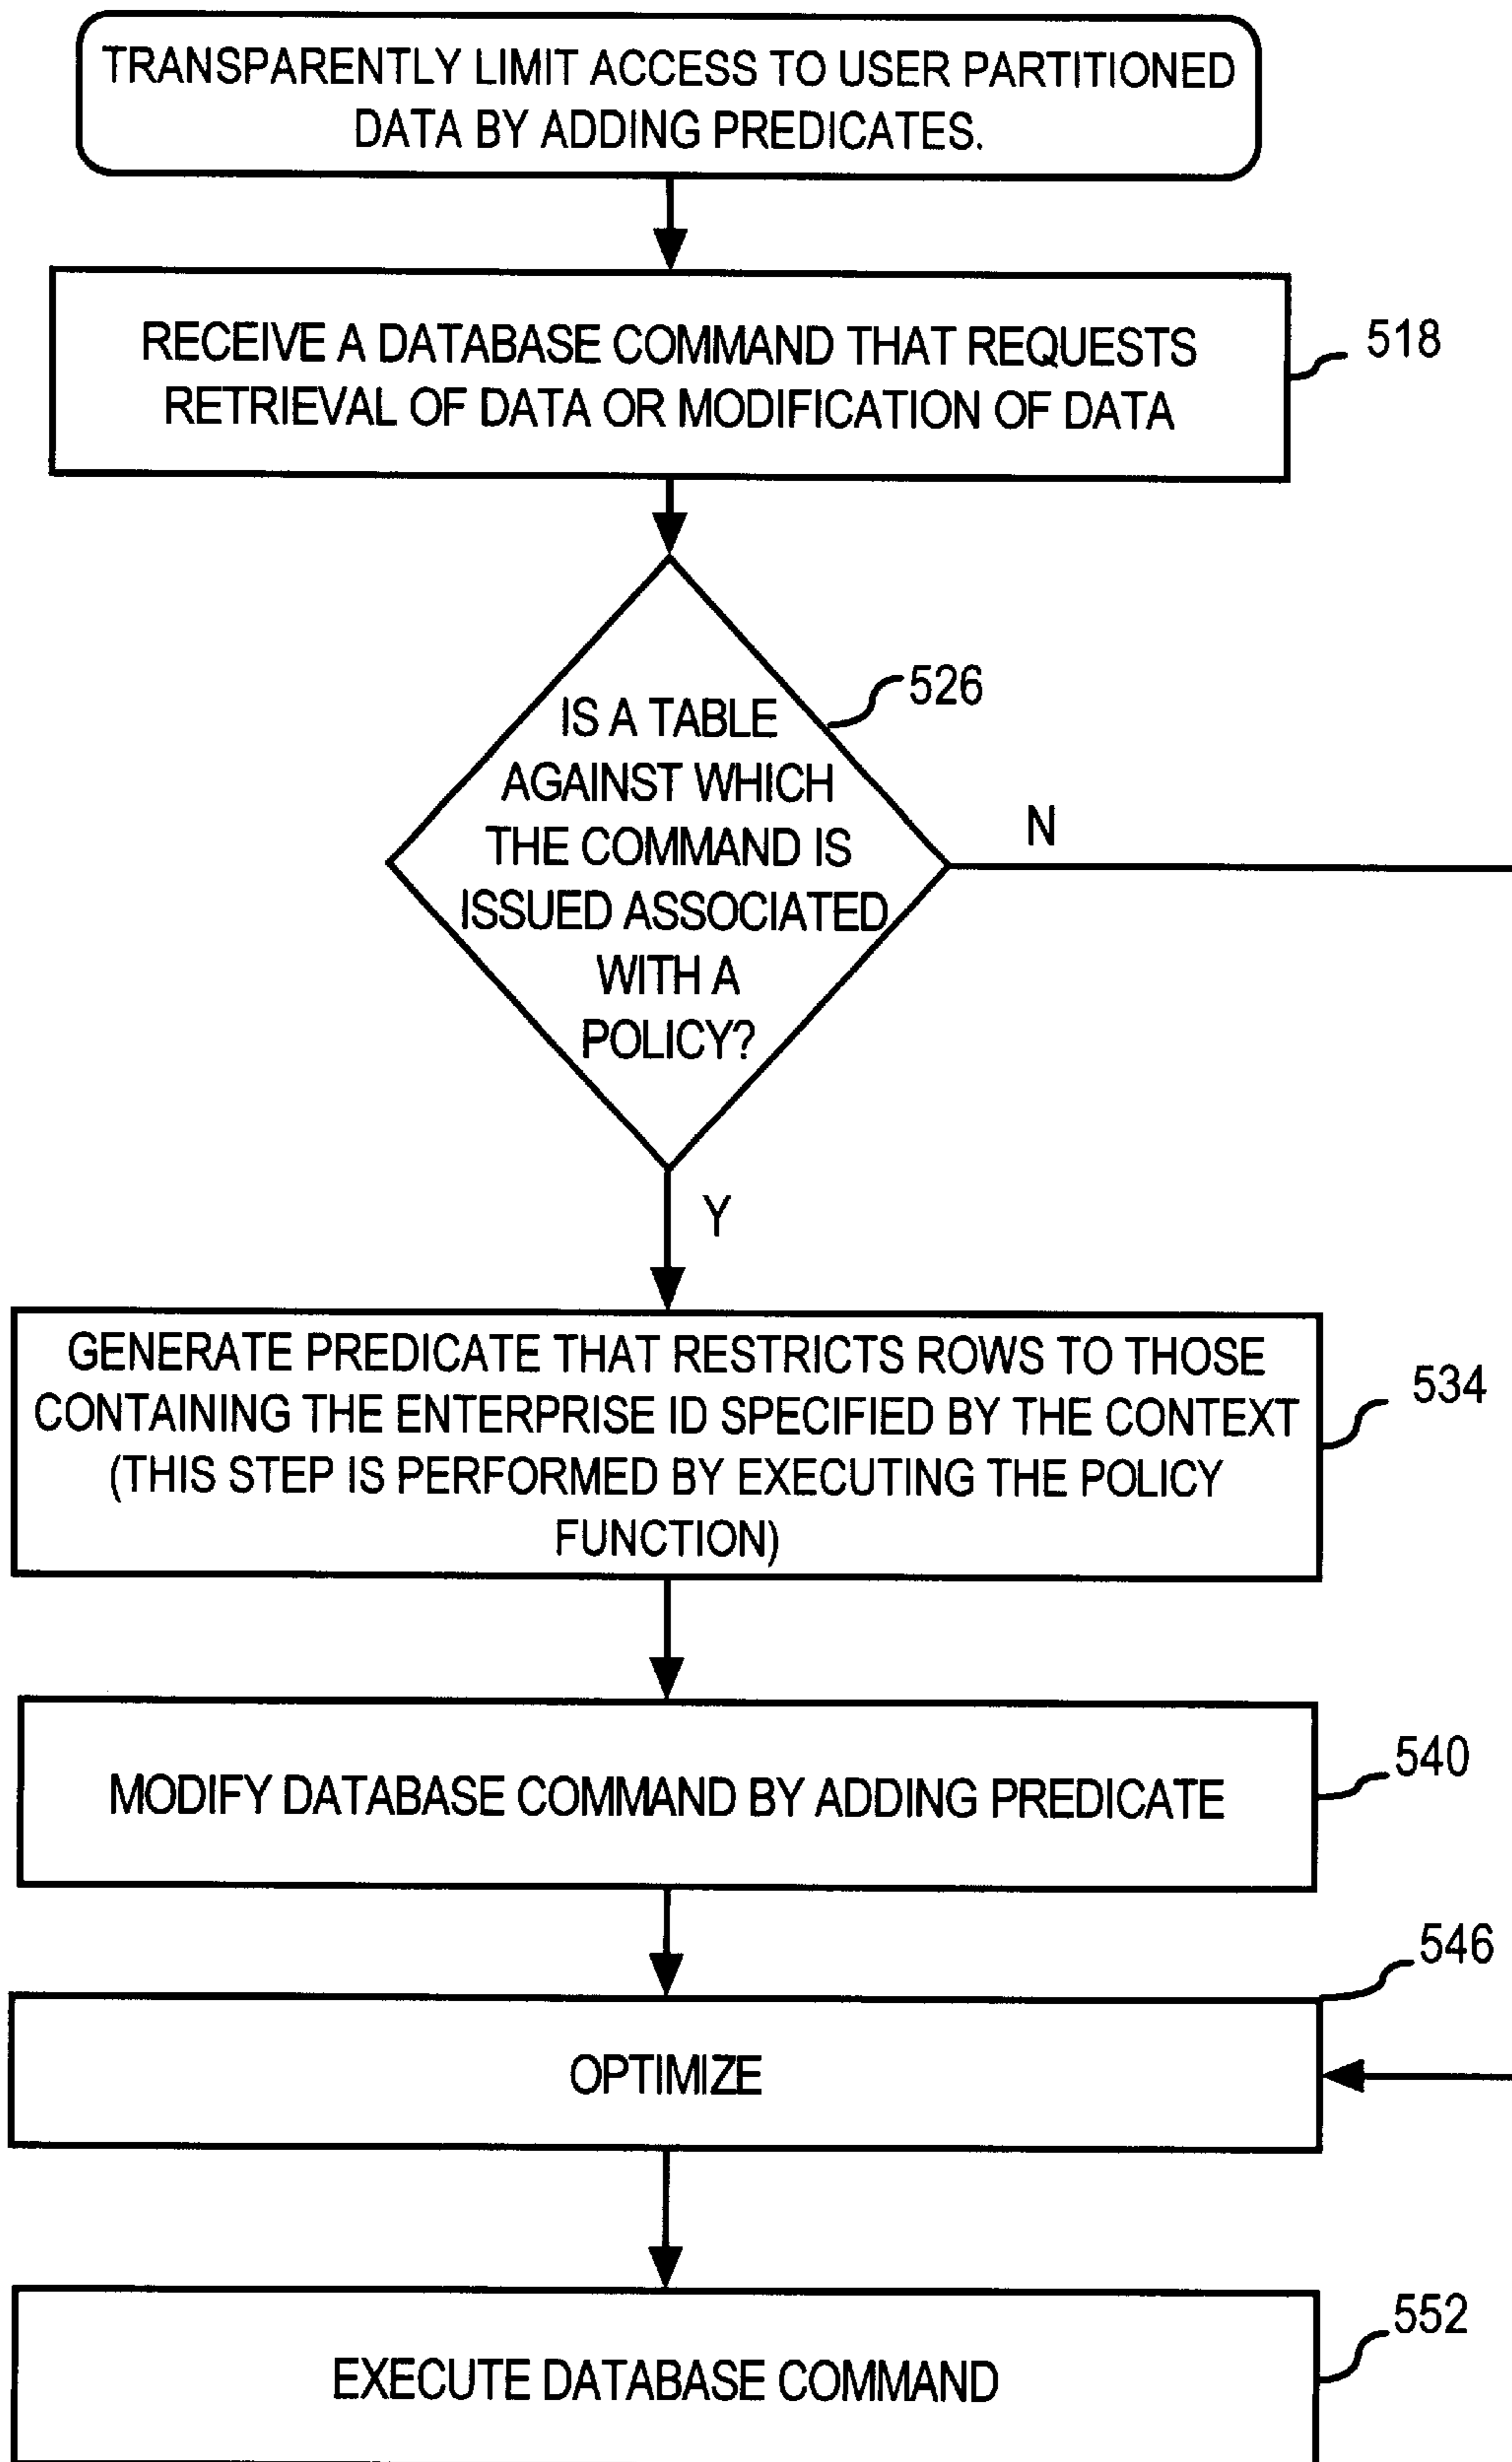 TRANSPARENTLY LIMIT ACCESS TO USER PARTITIONED
DATA BY ADDING PREDICATES.
RECEIVE A DATABASE COMMAND THAT REQUESTS
RETRIEVAL OF DATA OR MODIFICATION OF DATA
518
526
IS A TABLE
AGAINST WHICH
THE COMMAND IS
ISSUED ASSOCIATED
WITH A
POLICY?
N
Y
GENERATE PREDICATE THAT RESTRICTS ROWS TO THOSE
CONTAINING THE ENTERPRISE ID SPECIFIED BY THE CONTEXT
(THIS STEP IS PERFORMED BY EXECUTING THE POLICY
FUNCTION)
534
MODIFY DATABASE COMMAND BY ADDING PREDICATE
540
546
OPTIMIZE
552
EXECUTE DATABASE COMMAND